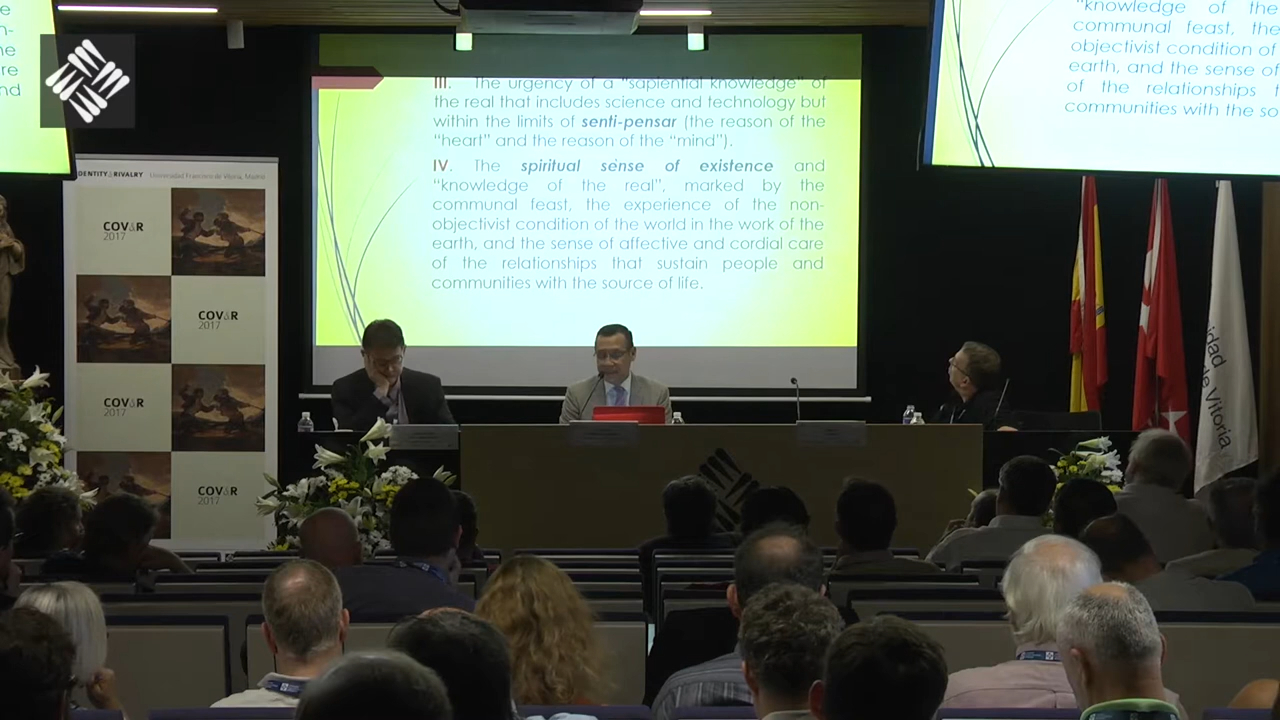 III. The urgency of a "sapiential knowledge" of
the real that includes science and technology but
within the limits of senti-pensar (the reason of the
"heart" and the reason of the "mind").
IV. The spiritual sense of existence and
"knowledge of the real", marked by the
communal feast, the experience of the non-
objectivist condition of the world in the work of the
earth, and the sense of affective and cordial care
of the relationships that sustain people and
communities with the source of life.
"knowledge of the
communal feast, the
objectivist condition of
earth, and the sense of
of the relationships
communities with the so
DENTITY & RIVALRY Universidad Francisco de Vitoria, Madrid
COV&R
2017
COV&R
2017
COV&R
2017
COV&R
2017
idad
de Vitoria